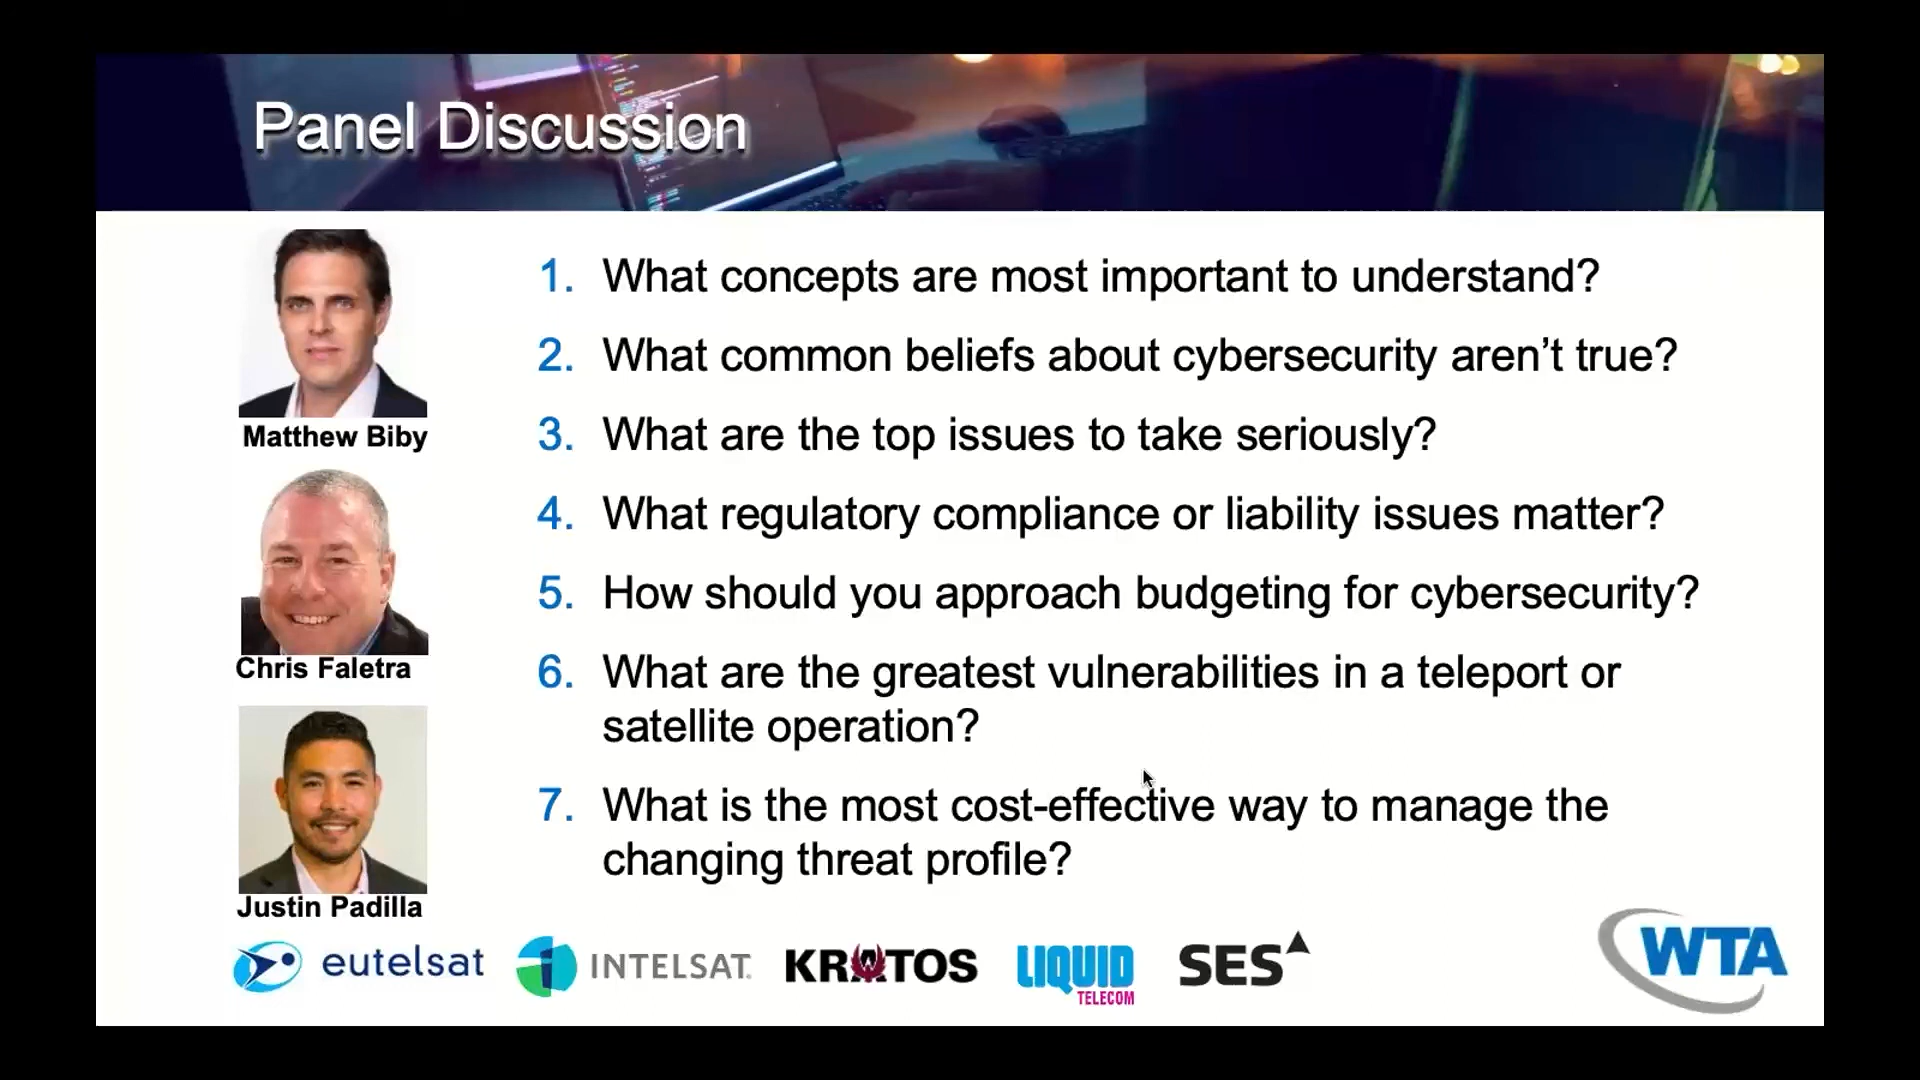 Panel Discussion
Matthew Biby
Chris Faletra
Justin Padilla
1. What concepts are most important to understand?
2. What common beliefs about cybersecurity aren’t true?
3. What are the top issues to take seriously?
4. What regulatory compliance or liability issues matter?
5. How should you approach budgeting for cybersecurity?
6. What are the greatest vulnerabilities in a teleport or
satellite operation?
7. What is the most cost-effective way to manage the
changing threat profile?
eutelsat
INTELSAT.
KRATOS
LIQUID
TELECOM
SES
WTA